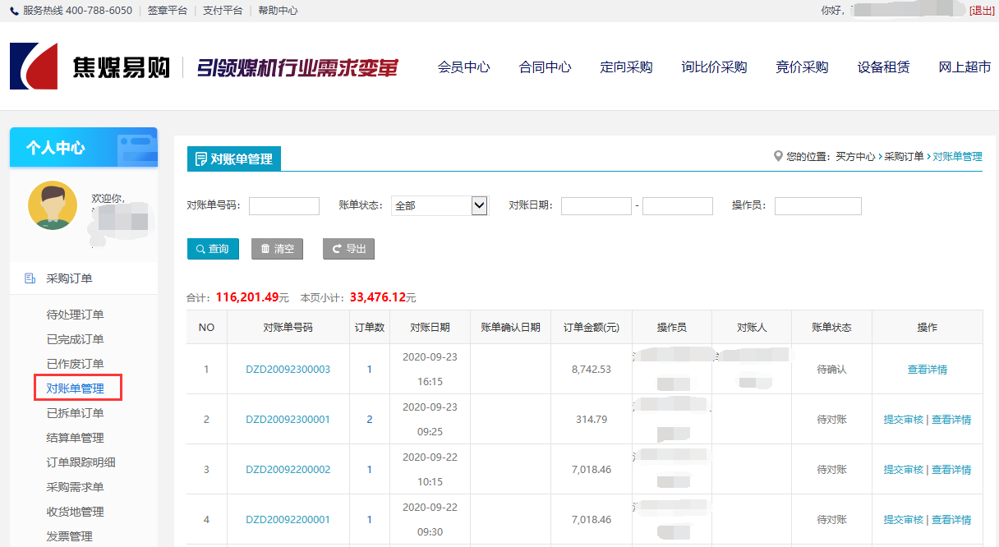 服务热线 400-788-6050 | 签章平台 | 支付平台 | 帮助中心
你好, [退出]
焦煤易购 引领煤机行业需求变革
会员中心 合同中心 定向采购 询比价采购 竞价采购 设备租赁 网上超市
个人中心
欢迎你,
采购订单
待处理订单
已完成订单
已作废订单
对账单管理
已拆单订单
结算单管理
订单跟踪明细
采购需求单
收货地管理
发票管理
对账单管理
您的位置: 买方中心 › 采购订单 › 对账单管理
对账单号码: 账单状态: 全部 对账日期: - 操作员:
查询 清空 导出
合计: 116,201.49元 本页小计: 33,476.12元
NO 对账单号码 订单数 对账日期 账单确认日期 订单金额(元) 操作员 对账人 账单状态 操作
1 DZD20092300003 1 2020-09-23 16:15 8,742.53 待确认 查看详情
2 DZD20092300001 2 2020-09-23 09:25 314.79 待对账 提交审核 | 查看详情
3 DZD20092200002 1 2020-09-22 10:15 7,018.46 待对账 提交审核 | 查看详情
4 DZD20092200001 1 2020-09-22 09:30 7,018.46 待对账 提交审核 | 查看详情